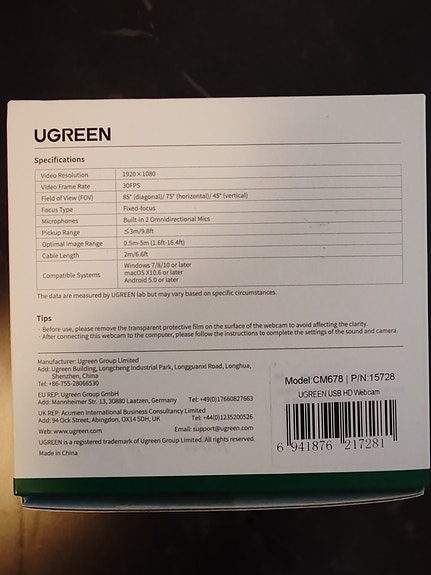 UGREEN
Specifications
Video Resolution 1920×1080
Video Frame Rate 30FPS
Field of View (FOV) 85° (diagonal)/ 75° (horizontal)/ 45° (vertical)
Focus Type Fixed-focus
Microphones Built-in 2 Omnidirectional Mics
Pickup Range ≤3m/9.8ft
Optimal Image Range 0.5m-5m (1.6ft-16.4ft)
Cable Length 2m/6.6ft
Compatible Systems Windows 7/8/10 or later
macOS X10.6 or later
Android 5.0 or later
The data are measured by UGREEN lab but may vary based on specific circumstances.
Tips
· Before use, please remove the transparent protective film on the surface of the webcam to avoid affecting the clarity.
· After connecting this webcam to the computer, please follow the instructions to complete the settings of the sound and camera.
Manufacturer: Ugreen Group Limited
Add: Ugreen Building, Longcheng Industrial Park, Longguanxi Road, Longhua,
Shenzhen, China
Tel: +86-755-28066530
EU REP: Ugreen Group GmbH
Add: Mannheimer Str. 13, 30880 Laatzen, Germany Tel: +49(0)1760827663
UK REP: Acumen International Business Consultancy Limited
Add: 94 Ock Street, Abingdon, OX14 5DH, UK Tel: +44(0)1235200526
Web: www.ugreen.com Email: support@ugreen.com
UGREEN is a registered trademark of Ugreen Group Limited. All rights reserved.
Made in China
Model:CM678 | P/N:15728
UGREEN USB HD Webcam
6 941876 217281